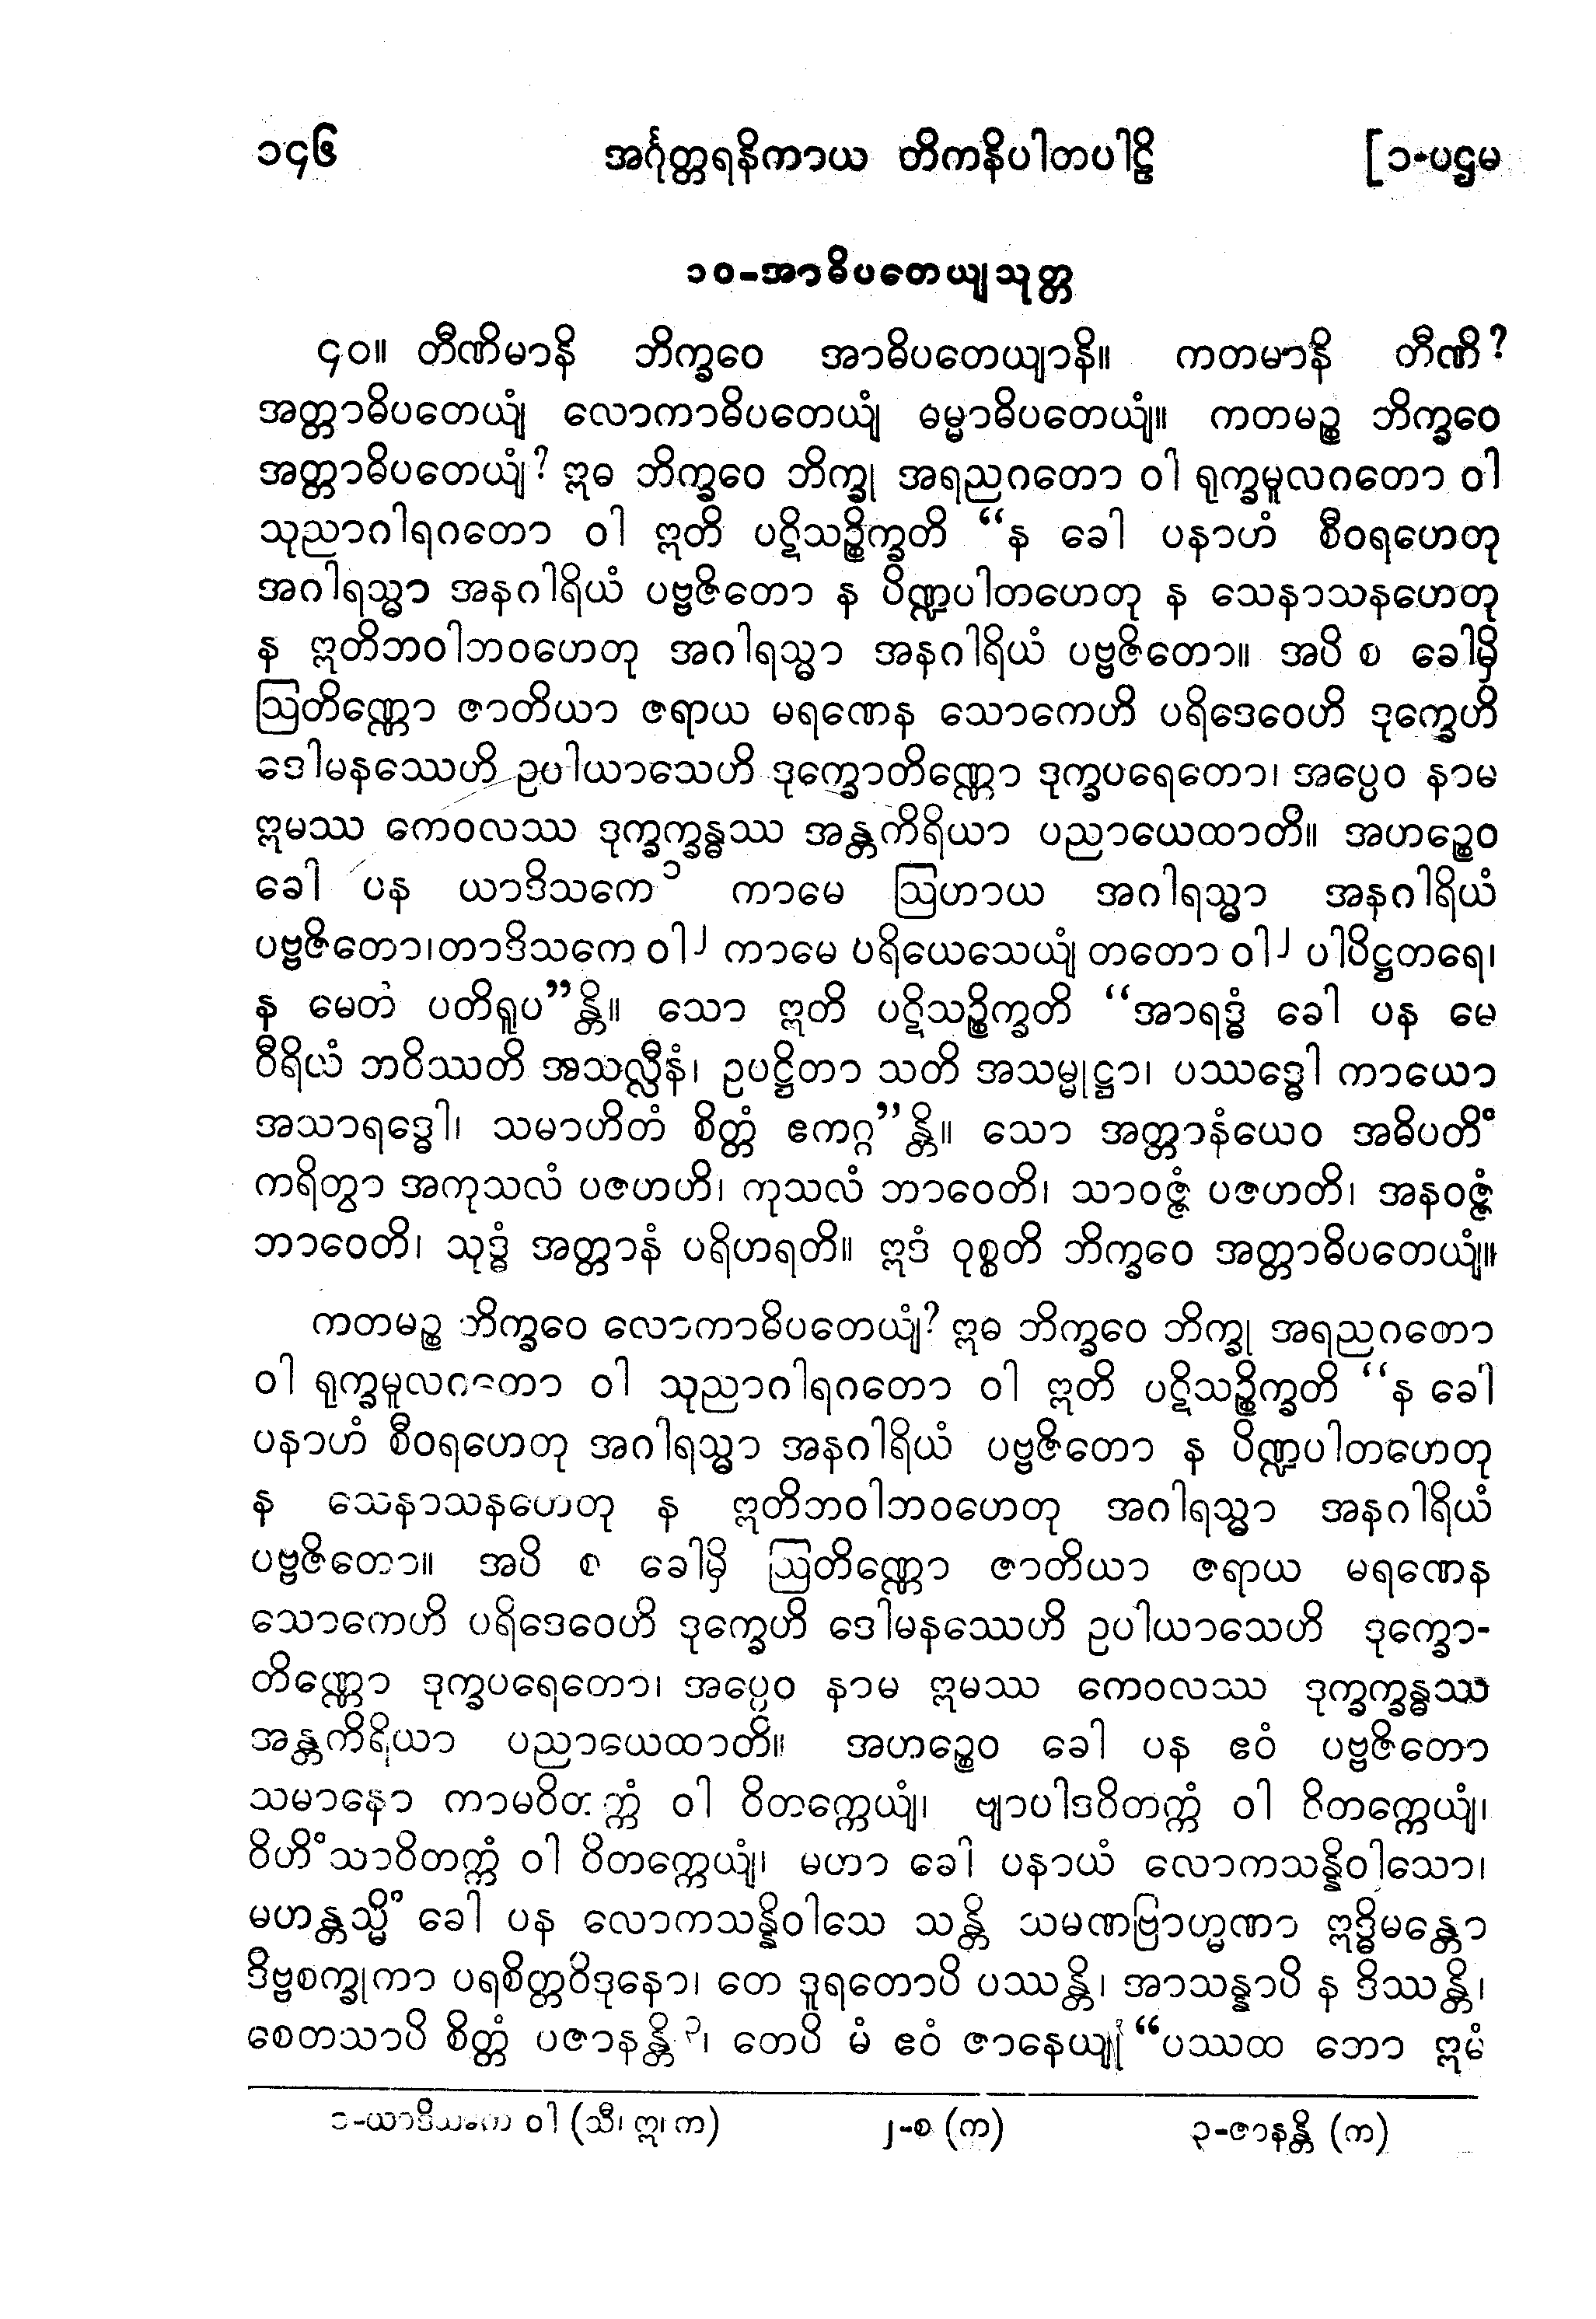 ၁၄၆ အင်္ဂုတ္တရနိကာယ တိကနိပါတပါဠိ [၁-ပဌမ
၁၀-အာဓိပတေယျသုတ္တ
၄၀။ တီဏိမာနိ ဘိက္ခဝေ အာဓိပတေယျာနိ။ ကတမာနိ တီဏိ?
အတ္တာဓိပတေယျံ လောကာဓိပတေယျံ ဓမ္မာဓိပတေယျံ။ ကတမဉ္စ ဘိက္ခဝေ
အတ္တာဓိပတေယျံ? ဣဓ ဘိက္ခဝေ ဘိက္ခု အရညဂတော ဝါ ရုက္ခမူလဂတော ဝါ
သုညာဂါရဂတော ဝါ ဣတိ ပဋိသဉ္စိက္ခတိ “န ခေါ ပနာဟံ စီဝရဟေတု
အဂါရသ္မာ အနဂါရိယံ ပဗ္ဗဇိတော န ပိဏ္ဍပါတဟေတု န သေနာသနဟေတု
န ဣတိဘဝါဘဝဟေတု အဂါရသ္မာ အနဂါရိယံ ပဗ္ဗဇိတော။ အပိ စ ခေါမှိ
ဩတိဏ္ဏော ဇာတိယာ ဇရာယ မရဏေန သောကေဟိ ပရိဒေဝေဟိ ဒုက္ခေဟိ
ဒေါမနဿေဟိ ဥပါယာသေဟိ ဒုက္ခောတိဏ္ဏော ဒုက္ခပရေတော၊ အပ္ပေဝ နာမ
ဣမဿ ကေဝလဿ ဒုက္ခက္ခန္ဓဿ အန္တကိရိယာ ပညာယေထာတိ။ အဟဉ္စေဝ
ခေါ ပန ယာဒိသကေ ၁ ကာမေ ဩဟာယ အဂါရသ္မာ အနဂါရိယံ
ပဗ္ဗဇိတော၊တာဒိသကေ ဝါ၂ ကာမေ ပရိယေသေယျံ တတော ဝါ၂ ပါပိဋ္ဌတရေ၊
န မေတံ ပတိရူပ”န္တိ။ သော ဣတိ ပဋိသဉ္စိက္ခတိ “အာရဒ္ဓံ ခေါ ပန မေ
ဝီရိယံ ဘဝိဿတိ အသလ္လီနံ၊ ဥပဋ္ဌိတာ သတိ အသမ္မုဋ္ဌာ၊ ပဿဒ္ဓေါ ကာယော
အသာရဒ္ဓေါ၊ သမာဟိတံ စိတ္တံ ဧကဂ္ဂ”န္တိ။ သော အတ္တာနံယေဝ အဓိပတိံ
ကရိတွာ အကုသလံ ပဇဟဟိ၊ ကုသလံ ဘာဝေတိ၊ သာဝဇ္ဇံ ပဇဟတိ၊ အနဝဇ္ဇံ
ဘာဝေတိ၊ သုဒ္ဓံ အတ္တာနံ ပရိဟရတိ။ ဣဒံ ဝုစ္စတိ ဘိက္ခဝေ အတ္တာဓိပတေယျံ။
ကတမဉ္စ ဘိက္ခဝေ လောကာဓိပတေယျံ? ဣဓ ဘိက္ခဝေ ဘိက္ခု အရညဂတော
ဝါ ရုက္ခမူလဂတော ဝါ သုညာဂါရဂတော ဝါ ဣတိ ပဋိသဉ္စိက္ခတိ “န ခေါ
ပနာဟံ စီဝရဟေတု အဂါရသ္မာ အနဂါရိယံ ပဗ္ဗဇိတော န ပိဏ္ဍပါတဟေတု
န သေနာသနဟေတု န ဣတိဘဝါဘဝဟေတု အဂါရသ္မာ အနဂါရိယံ
ပဗ္ဗဇိတော။ အပိ စ ခေါမှိ ဩတိဏ္ဏော ဇာတိယာ ဇရာယ မရဏေန
သောကေဟိ ပရိဒေဝေဟိ ဒုက္ခေဟိ ဒေါမနဿေဟိ ဥပါယာသေဟိ ဒုက္ခော-
တိဏ္ဏော ဒုက္ခပရေတော၊ အပ္ပေဝ နာမ ဣမဿ ကေဝလဿ ဒုက္ခက္ခန္ဓဿ
အန္တကိရိယာ ပညာယေထာတိ။ အဟဉ္စေဝ ခေါ ပန ဧဝံ ပဗ္ဗဇိတော
သမာနော ကာမဝိတက္ကံ ဝါ ဝိတက္ကေယျံ၊ ဗျာပါဒဝိတက္ကံ ဝါ ဝိတက္ကေယျံ၊
ဝိဟိံသာဝိတက္ကံ ဝါ ဝိတက္ကေယျံ၊ မဟာ ခေါ ပနာယံ လောကသန္နိဝါသော၊
မဟန္တသ္မိံ ခေါ ပန လောကသန္နိဝါသေ သန္တိ သမဏဗြာဟ္မဏာ ဣဒ္ဓိမန္တော
ဒိဗ္ဗစက္ခုကာ ပရစိတ္တဝိဒုနော၊ တေ ဒူရတောပိ ပဿန္တိ၊ အာသန္နာပိ န ဒိဿန္တိ၊
စေတသာပိ စိတ္တံ ပဇာနန္တိ ၃၊ တေပိ မံ ဧဝံ ဇာနေယျုံ “ပဿထ ဘော ဣမံ
၁-ယာဒိသကေ ဝါ (သီ၊ ဣ၊ က) ၂-စ (က) ၃-ဇာနန္တိ (က)